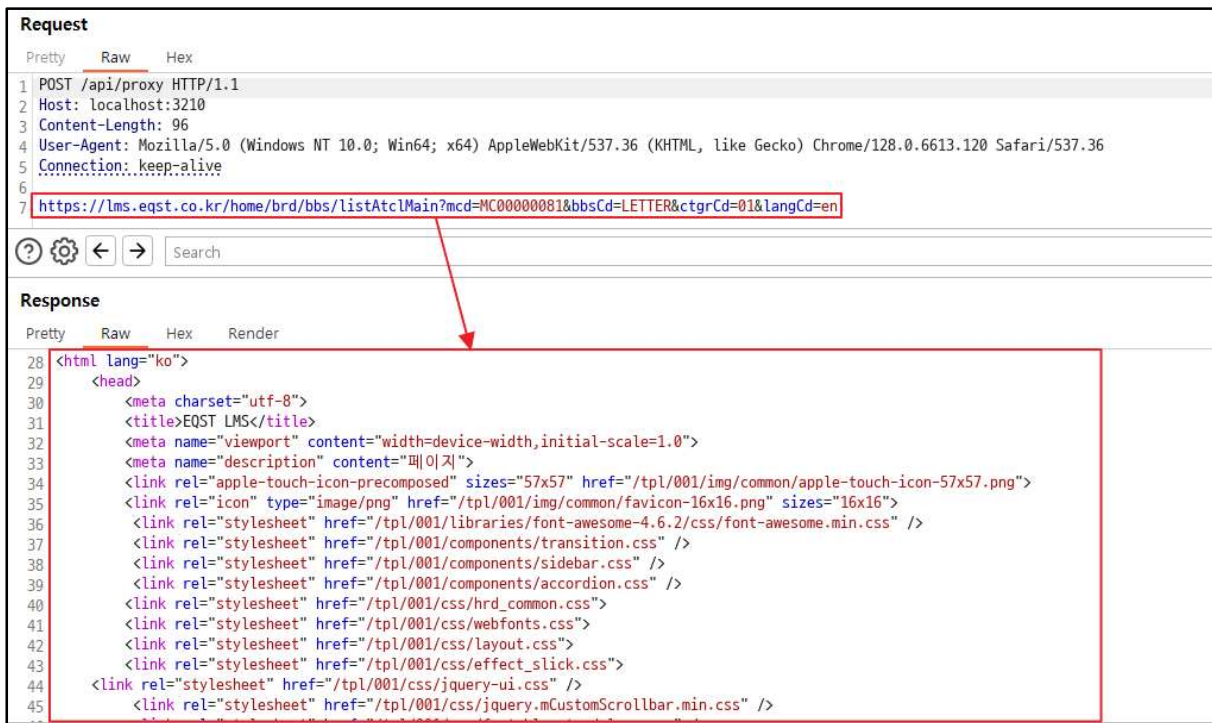 Request
Pretty Raw Hex
1 POST /api/proxy HTTP/1.1
2 Host: localhost:3210
3 Content-Length: 96
4 User-Agent: Mozilla/5.0 (Windows NT 10.0; Win64; x64) AppleWebKit/537.36 (KHTML, like Gecko) Chrome/128.0.6613.120 Safari/537.36
5 Connection: keep-alive
6
7 https://lms.eqst.co.kr/home/brd/bbs/listAtclMain?mcd=MC00000081&bbsCd=LETTER&ctgrCd=01&langCd=en
Search
Response
Pretty Raw Hex Render
28 <html lang="ko">
29 <head>
30 <meta charset="utf-8">
31 <title>EQST LMS</title>
32 <meta name="viewport" content="width=device-width,initial-scale=1.0">
33 <meta name="description" content="페이지">
34 <link rel="apple-touch-icon-precomposed" sizes="57x57" href="/tpl/001/img/common/apple-touch-icon-57x57.png">
35 <link rel="icon" type="image/png" href="/tpl/001/img/common/favicon-16x16.png" sizes="16x16">
36 <link rel="stylesheet" href="/tpl/001/libraries/font-awesome-4.6.2/css/font-awesome.min.css" />
37 <link rel="stylesheet" href="/tpl/001/components/transition.css" />
38 <link rel="stylesheet" href="/tpl/001/components/sidebar.css" />
39 <link rel="stylesheet" href="/tpl/001/components/accordion.css" />
40 <link rel="stylesheet" href="/tpl/001/css/hrd_common.css">
41 <link rel="stylesheet" href="/tpl/001/css/webfonts.css">
42 <link rel="stylesheet" href="/tpl/001/css/layout.css">
43 <link rel="stylesheet" href="/tpl/001/css/effect_slick.css">
44 <link rel="stylesheet" href="/tpl/001/css/jquery-ui.css" />
45 <link rel="stylesheet" href="/tpl/001/css/jquery.mCustomScrollbar.min.css" />